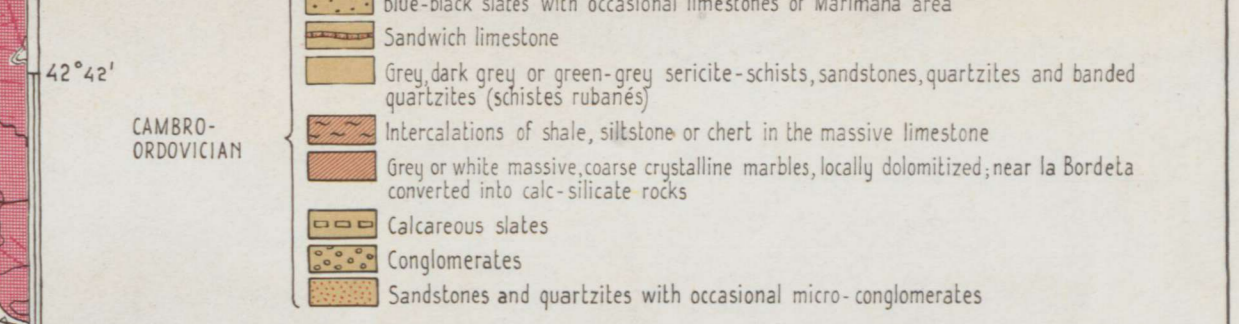 Blue-black slates with occasional limestones of Marimaña area
Sandwich limestone
42°42'
Grey, dark grey or green-grey sericite-schists, sandstones, quartzites and banded
quartzites (schistes rubanés)
CAMBRO-
ORDOVICIAN
Intercalations of shale, siltstone or chert in the massive limestone
Grey or white massive, coarse crystalline marbles, locally dolomitized; near la Bordeta
converted into calc-silicate rocks
Calcareous slates
Conglomerates
Sandstones and quartzites with occasional micro-conglomerates